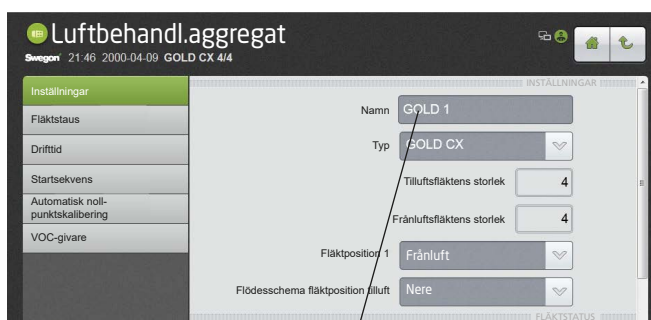 Luftbehandl.aggregat
Swegon 21:46 2000-04-09 GOLD CX 4/4
Inställningar
Fläktstaus
Drifttid
Startsekvens
Automatisk noll-
punktskalibering
VOC-givare
INSTÄLLNINGAR
Namn GOLD 1
Typ GOLD CX
Tilluftsfläktens storlek 4
Frånluftsfläktens storlek 4
Fläktposition 1 Frånluft
Flödesschema fläktposition tilluft Nere
FLÄKTSTATUS